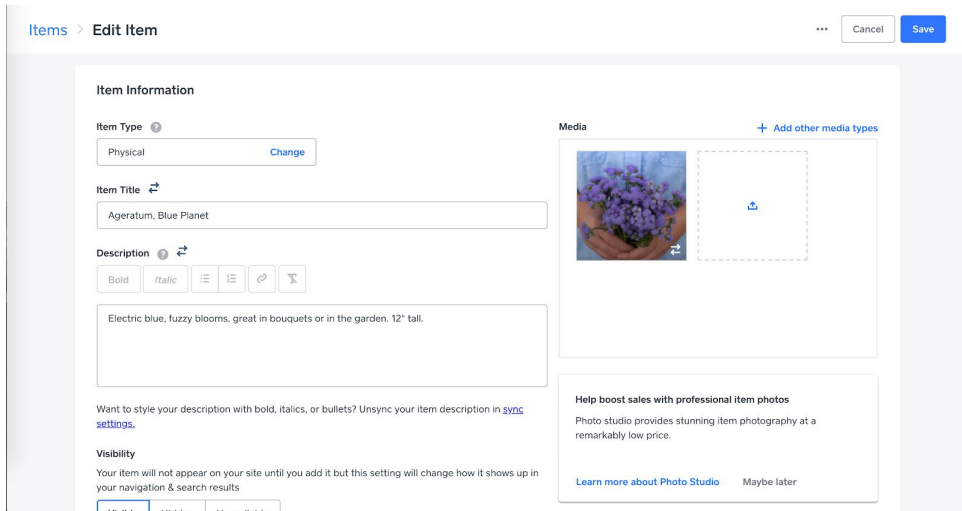 Items > Edit Item
••• Cancel Save
Item Information
Item Type ?
Physical Change
Item Title
Ageratum, Blue Planet
Description ?
Bold Italic
Electric blue, fuzzy blooms, great in bouquets or in the garden. 12" tall.
Want to style your description with bold, italics, or bullets? Unsync your item description in sync
settings.
Visibility
Your item will not appear on your site until you add it but this setting will change how it shows up in
your navigation & search results
Media + Add other media types
Help boost sales with professional item photos
Photo studio provides stunning item photography at a
remarkably low price.
Learn more about Photo Studio Maybe later